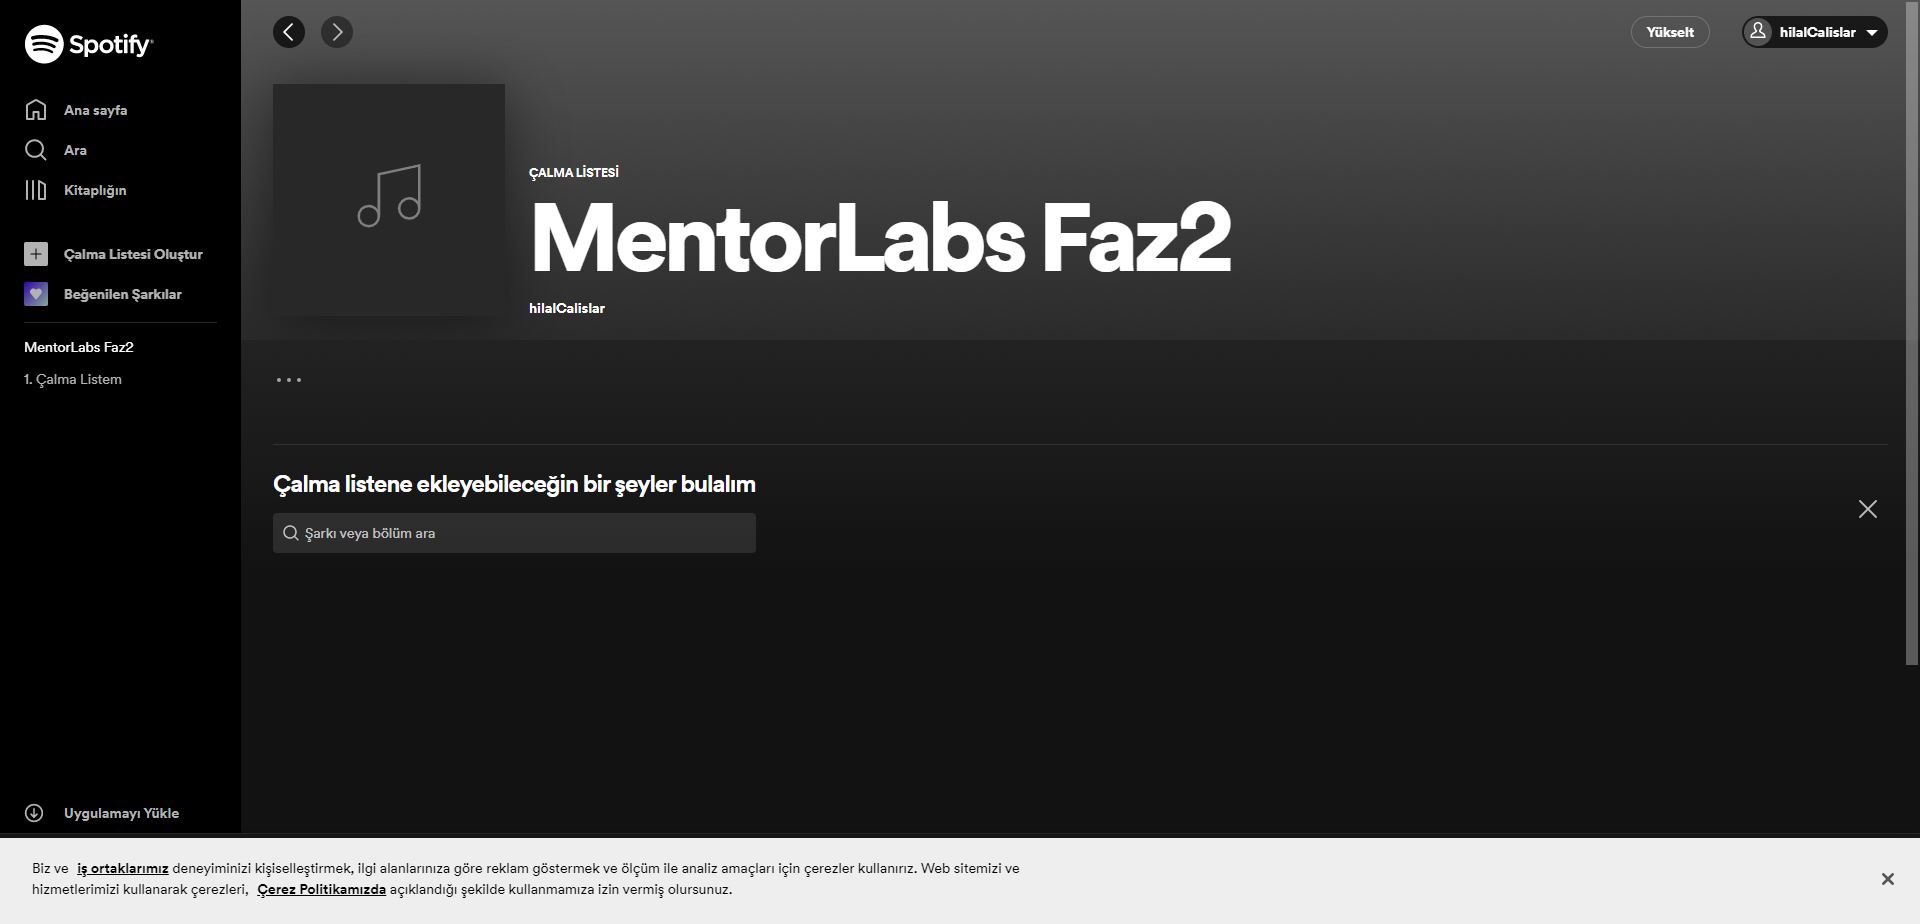 Spotify
Ana sayfa
Ara
Kitaplığın
Çalma Listesi Oluştur
Beğenilen Şarkılar
MentorLabs Faz2
1. Çalma Listem
Uygulamayı Yükle
Yükselt
hilalCalislar
ÇALMA LİSTESİ
MentorLabs Faz2
hilalCalislar
Çalma listene ekleyebileceğin bir şeyler bulalım
Şarkı veya bölüm ara
Biz ve iş ortaklarımız deneyiminizi kişiselleştirmek, ilgi alanlarınıza göre reklam göstermek ve ölçüm ile analiz amaçları için çerezler kullanırız. Web sitemizi ve
hizmetlerimizi kullanarak çerezleri, Çerez Politikamızda açıklandığı şekilde kullanmamıza izin vermiş olursunuz.